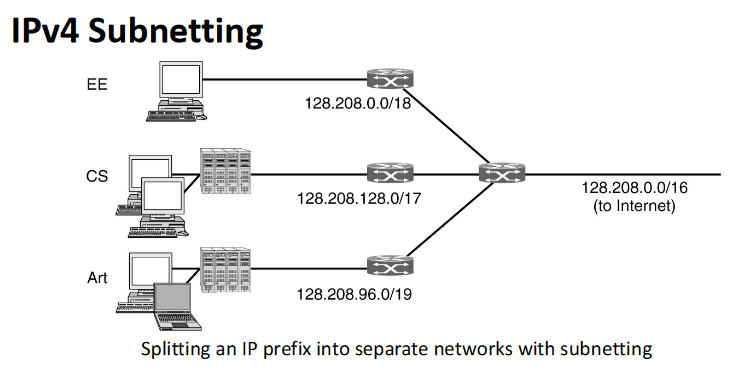 IPv4 Subnetting
EE
128.208.0.0/18
CS
128.208.128.0/17
128.208.0.0/16
(to Internet)
Art
128.208.96.0/19
Splitting an IP prefix into separate networks with subnetting